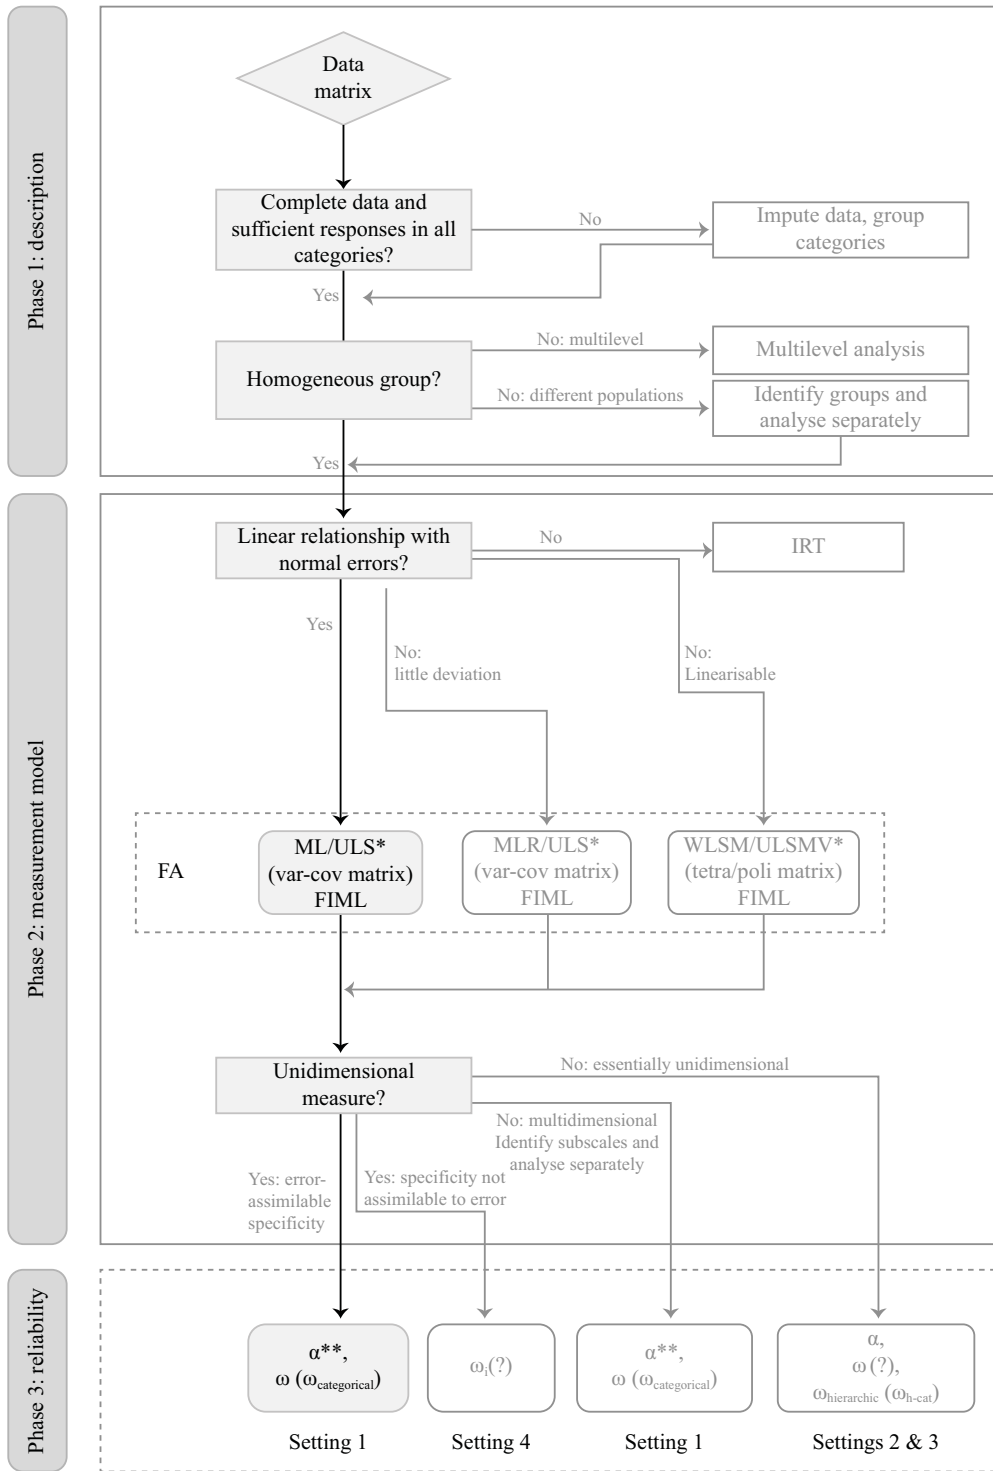 Phase 1: description
Data
matrix
Complete data and
sufficient responses in all
categories?
No
Impute data, group
categories
Yes
Homogeneous group?
No: multilevel
Multilevel analysis
No: different populations
Identify groups and
analyse separately
Yes
Phase 2: measurement model
Linear relationship with
normal errors?
No
IRT
Yes
No:
little deviation
No:
Linearisable
FA
ML/ULS*
(var-cov matrix)
FIML
MLR/ULS*
(var-cov matrix)
FIML
WLSM/ULSMV*
(tetra/poli matrix)
FIML
Unidimensional
measure?
No: essentially unidimensional
No: multidimensional
Identify subscales and
analyse separately
Yes: error-
assimilable
specificity
Yes: specificity not
assimilable to error
Phase 3: reliability
α**,
ω (ωcategorical)
ωi(?)
α**,
ω (ωcategorical)
α,
ω (?),
ωhierarchic (ωh-cat)
Setting 1
Setting 4
Setting 1
Settings 2 & 3